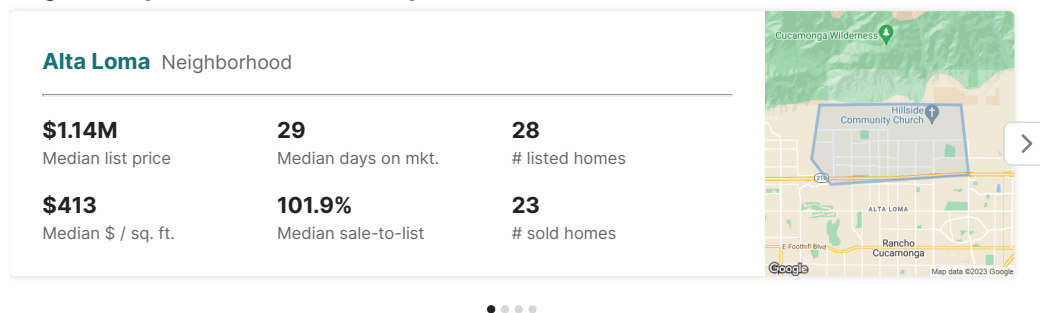 Alta Loma Neighborhood
$1.14M
Median list price
29
Median days on mkt.
28
# listed homes
$413
Median $ / sq. ft.
101.9%
Median sale-to-list
23
# sold homes
Cucamonga Wilderness
Hillside
Community Church
210
ALTA LOMA
E Foothill Blvd
Rancho
Cucamonga
Google
Map data ©2023 Google